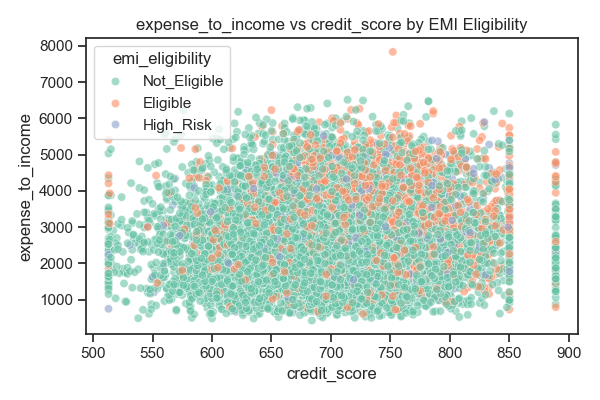 expense_to_income vs credit_score by EMI Eligibility
8000
7000
6000
5000
4000
3000
2000
1000
expense_to_income
emi_eligibility
Not_Eligible
Eligible
High_Risk
500 550 600 650 700 750 800 850 900
credit_score